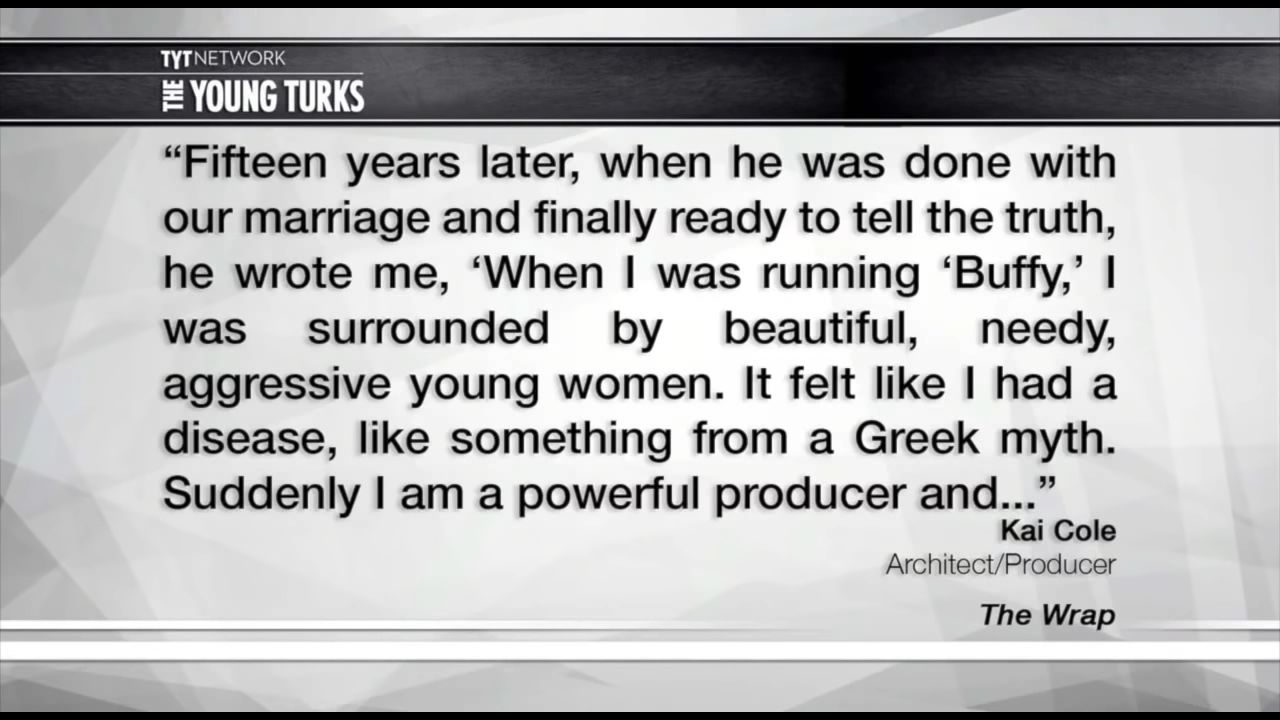 TYTNETWORK
THE YOUNG TURKS
“Fifteen years later, when he was done with
our marriage and finally ready to tell the truth,
he wrote me, ‘When I was running ‘Buffy,’ I
was surrounded by beautiful, needy,
aggressive young women. It felt like I had a
disease, like something from a Greek myth.
Suddenly I am a powerful producer and...”
Kai Cole
Architect/Producer
The Wrap